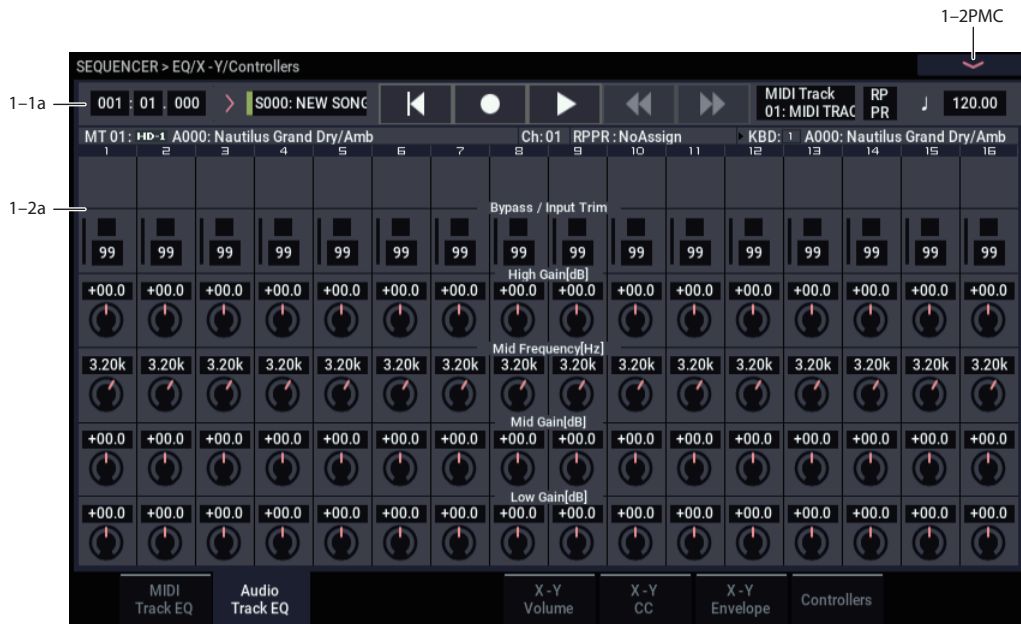 1–2PMC
SEQUENCER > EQ/X -Y/Controllers
1–1a
001 : 01 . 000 S000: NEW SONG MIDI Track RP ♩ 120.00
01: MIDI TRAC PR
MT 01: HD-1 A000: Nautilus Grand Dry/Amb Ch: 01 RPPR : NoAssign KBD: 1 A000: Nautilus Grand Dry/Amb
1 2 3 4 5 6 7 8 9 10 11 12 13 14 15 16
1–2a
Bypass / Input Trim
99 99 99 99 99 99 99 99 99 99 99 99 99 99 99 99
High Gain[dB]
+00.0 +00.0 +00.0 +00.0 +00.0 +00.0 +00.0 +00.0 +00.0 +00.0 +00.0 +00.0 +00.0 +00.0 +00.0 +00.0
Mid Frequency[Hz]
3.20k 3.20k 3.20k 3.20k 3.20k 3.20k 3.20k 3.20k 3.20k 3.20k 3.20k 3.20k 3.20k 3.20k 3.20k 3.20k
Mid Gain[dB]
+00.0 +00.0 +00.0 +00.0 +00.0 +00.0 +00.0 +00.0 +00.0 +00.0 +00.0 +00.0 +00.0 +00.0 +00.0 +00.0
Low Gain[dB]
+00.0 +00.0 +00.0 +00.0 +00.0 +00.0 +00.0 +00.0 +00.0 +00.0 +00.0 +00.0 +00.0 +00.0 +00.0 +00.0
MIDI
Track EQ
Audio
Track EQ
X -Y
Volume
X -Y
CC
X -Y
Envelope
Controllers